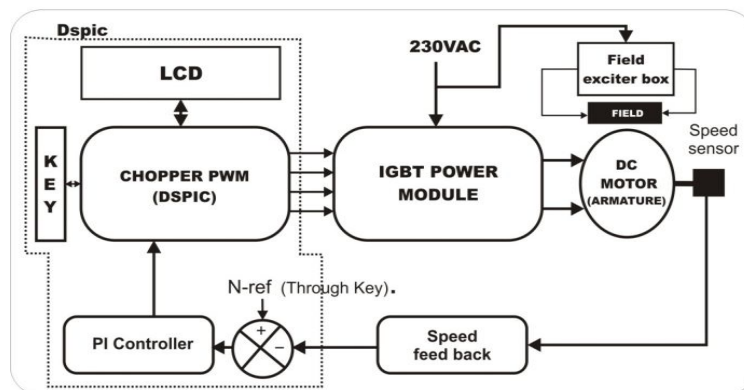 Dspic
LCD
230VAC
Field
exciter box
FIELD
Speed
sensor
K
E
Y
CHOPPER PWM
(DSPIC)
IGBT POWER
MODULE
DC
MOTOR
(ARMATURE)
N-ref (Through Key).
PI Controller
+
−
Speed
feed back